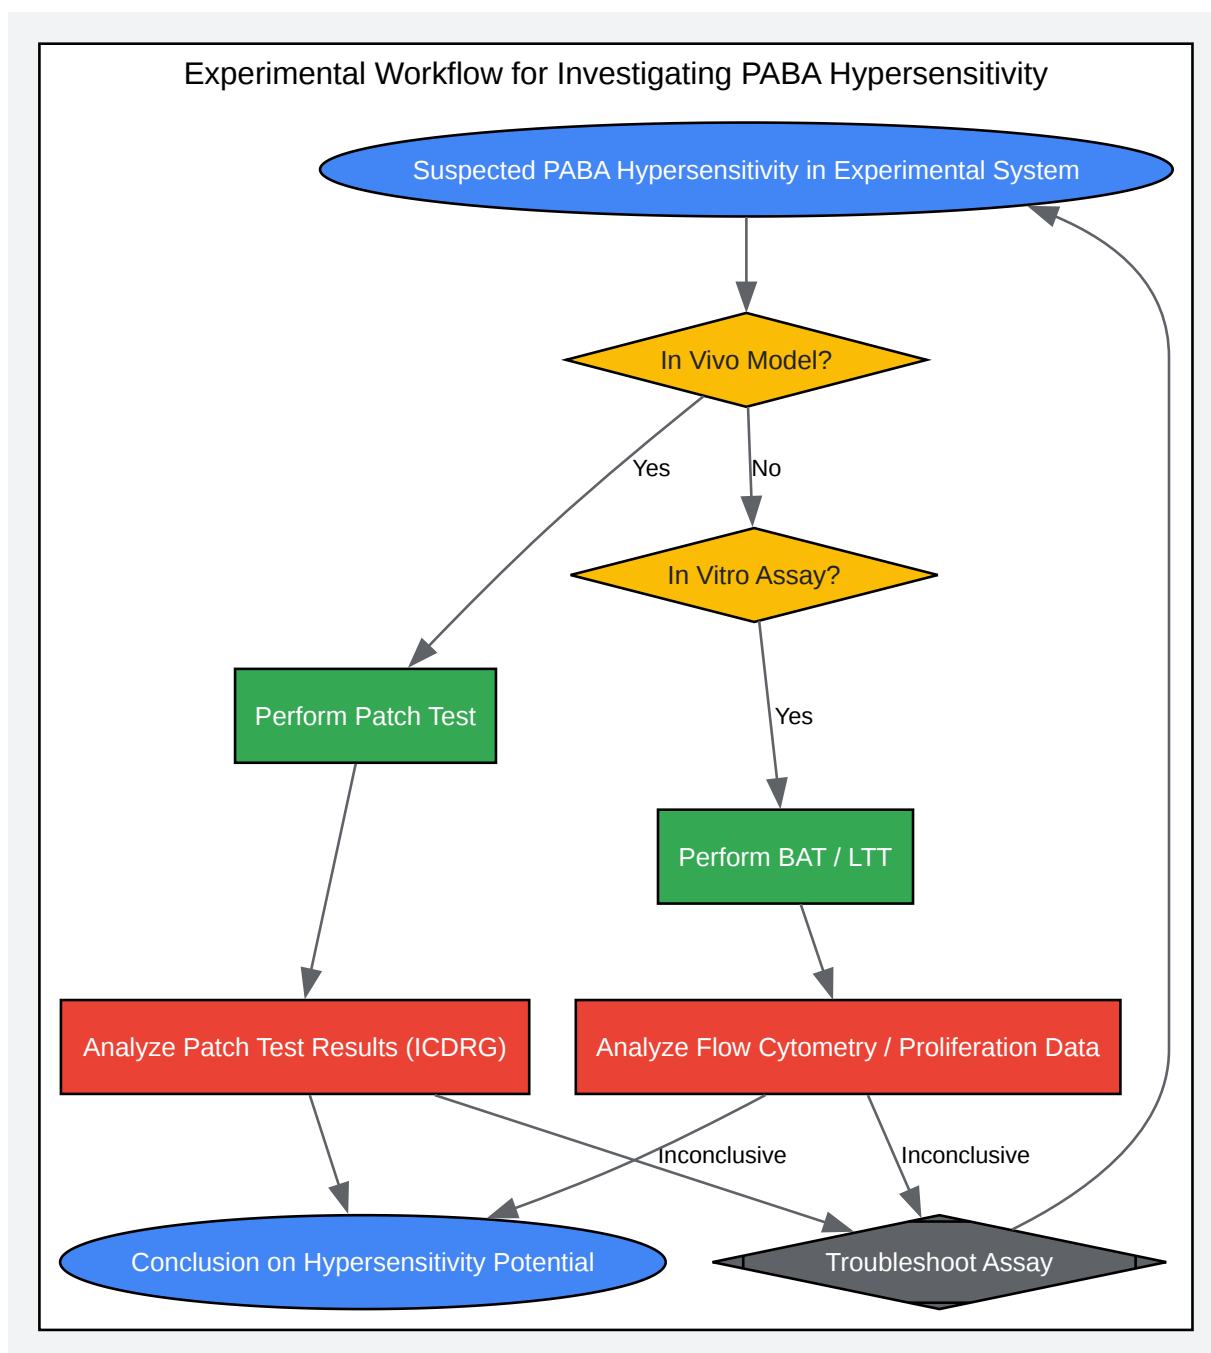 Experimental Workflow for Investigating PABA Hypersensitivity
Suspected PABA Hypersensitivity in Experimental System
In Vivo Model?
Yes
No
In Vitro Assay?
Perform Patch Test
Yes
Perform BAT / LTT
Analyze Patch Test Results (ICDRG)
Analyze Flow Cytometry / Proliferation Data
Inconclusive
Inconclusive
Conclusion on Hypersensitivity Potential
Troubleshoot Assay